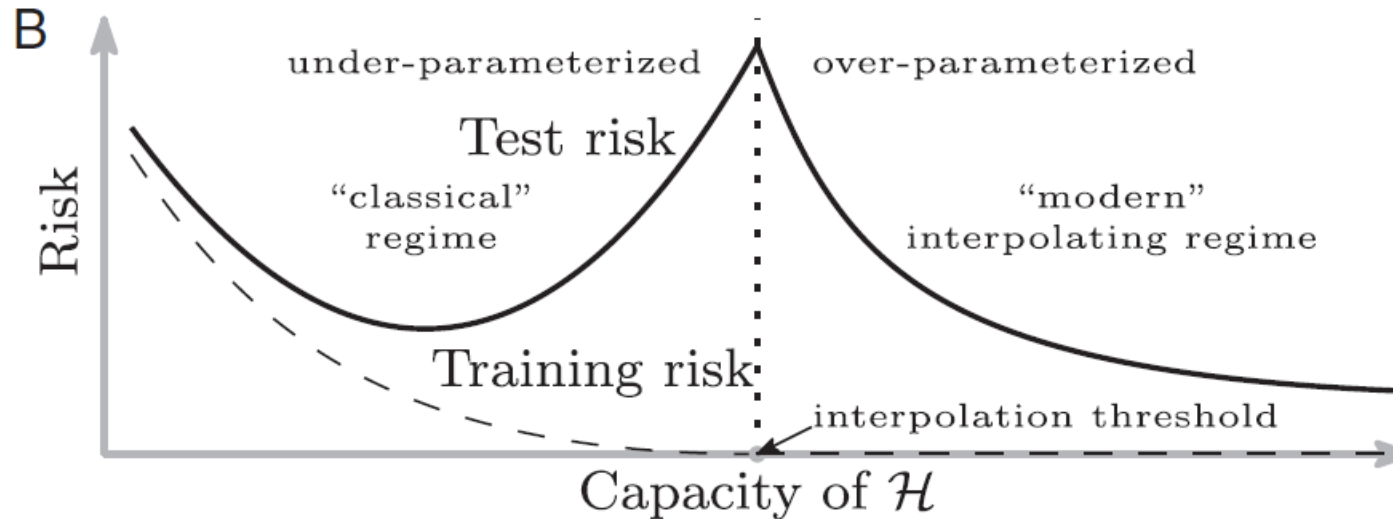 B
under-parameterized
over-parameterized
Test risk
“classical”
regime
“modern”
interpolating regime
Risk
Training risk
interpolation threshold
Capacity of ℋ